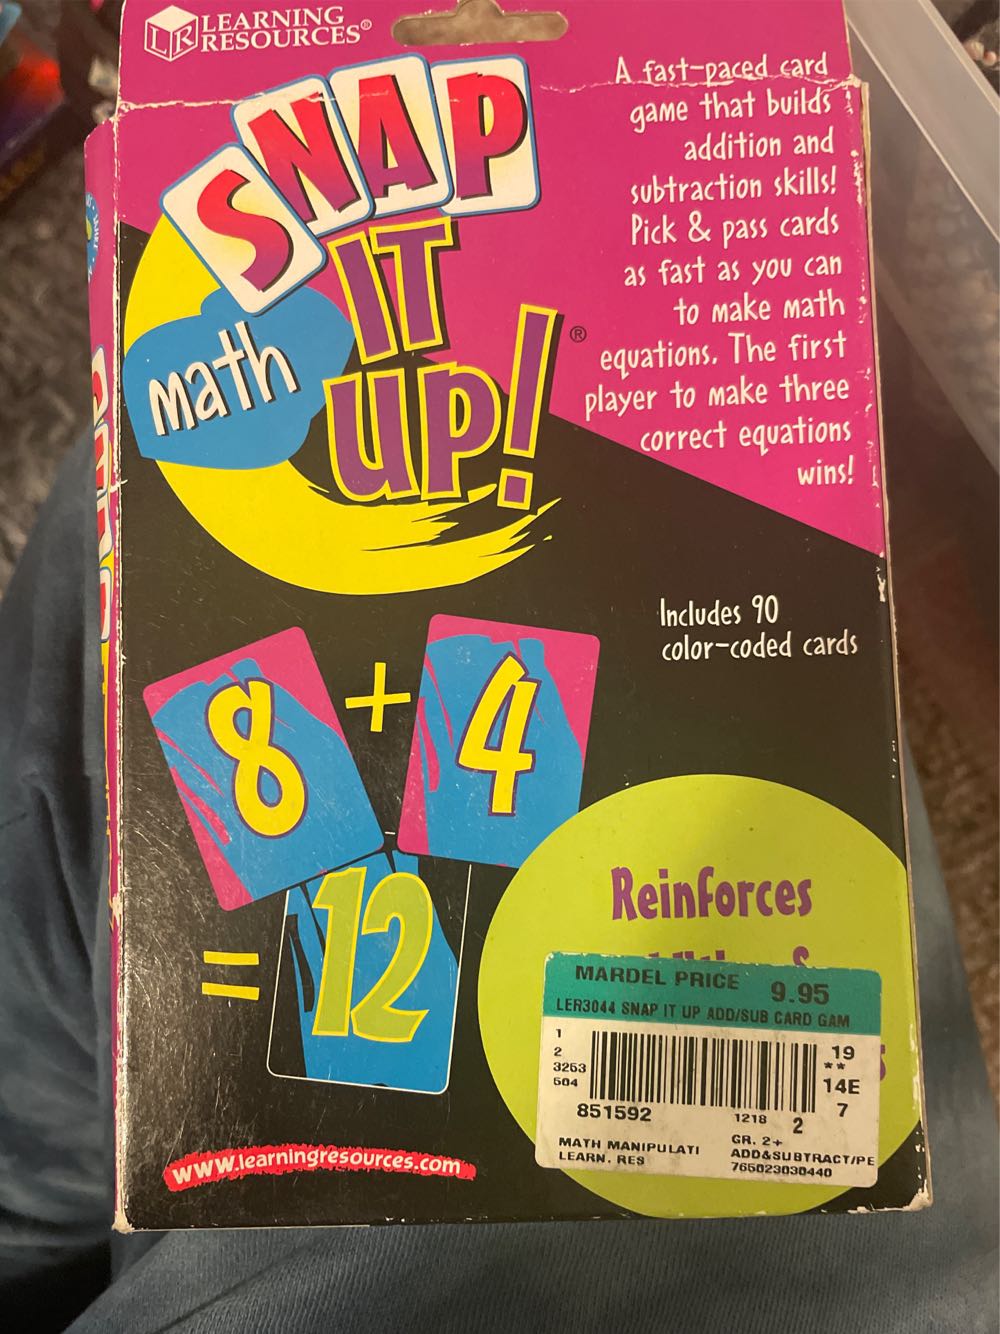 LEARNING
RESOURCES®
SNAP
IT
UP!®
math
A fast-paced card
game that builds
addition and
subtraction skills!
Pick & pass cards
as fast as you can
to make math
equations. The first
player to make three
correct equations
wins!
Includes 90
color-coded cards
8 + 4
= 12
Reinforces
MARDEL PRICE 9.95
LER3044 SNAP IT UP ADD/SUB CARD GAM
1
2
3253
504
19
**
14E
7
851592
1218
2
MATH MANIPULATI
LEARN. RES
GR. 2+
ADD&SUBTRACT/PE
765023030440
www.learningresources.com